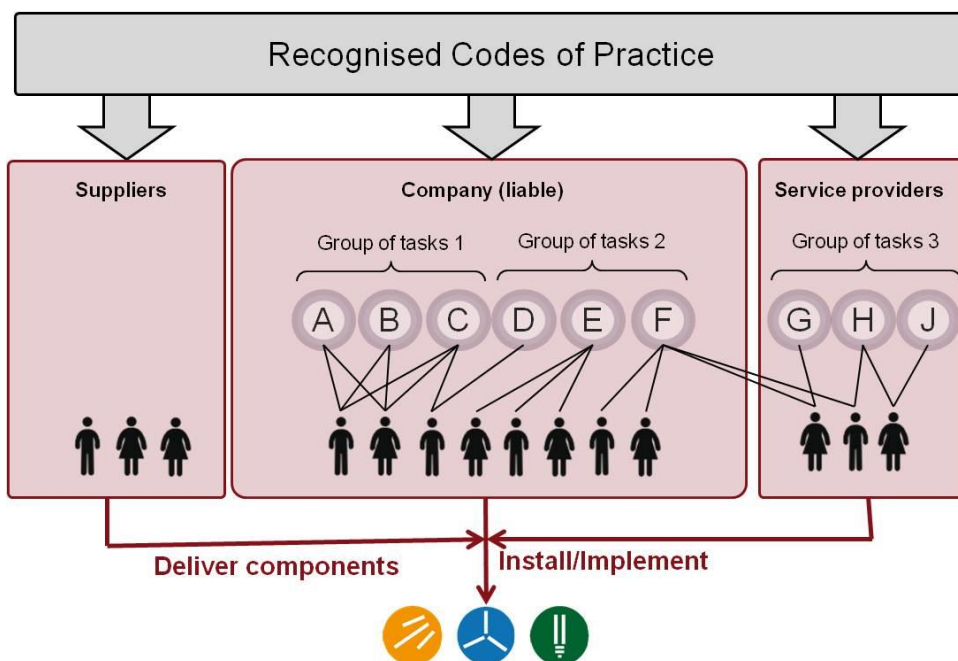 Recognised Codes of Practice
Suppliers
Company (liable)
Service providers
Group of tasks 1
Group of tasks 2
Group of tasks 3
A B C D E F G H J
Deliver components
Install/Implement